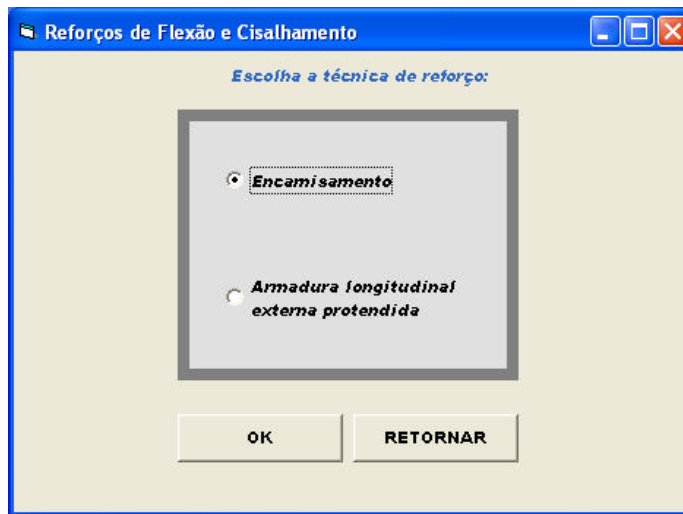 Reforços de Flexão e Cisalhamento
Escolha a técnica de reforço:
Encamisamento
Armadura longitudinal
externa protendida
OK
RETORNAR